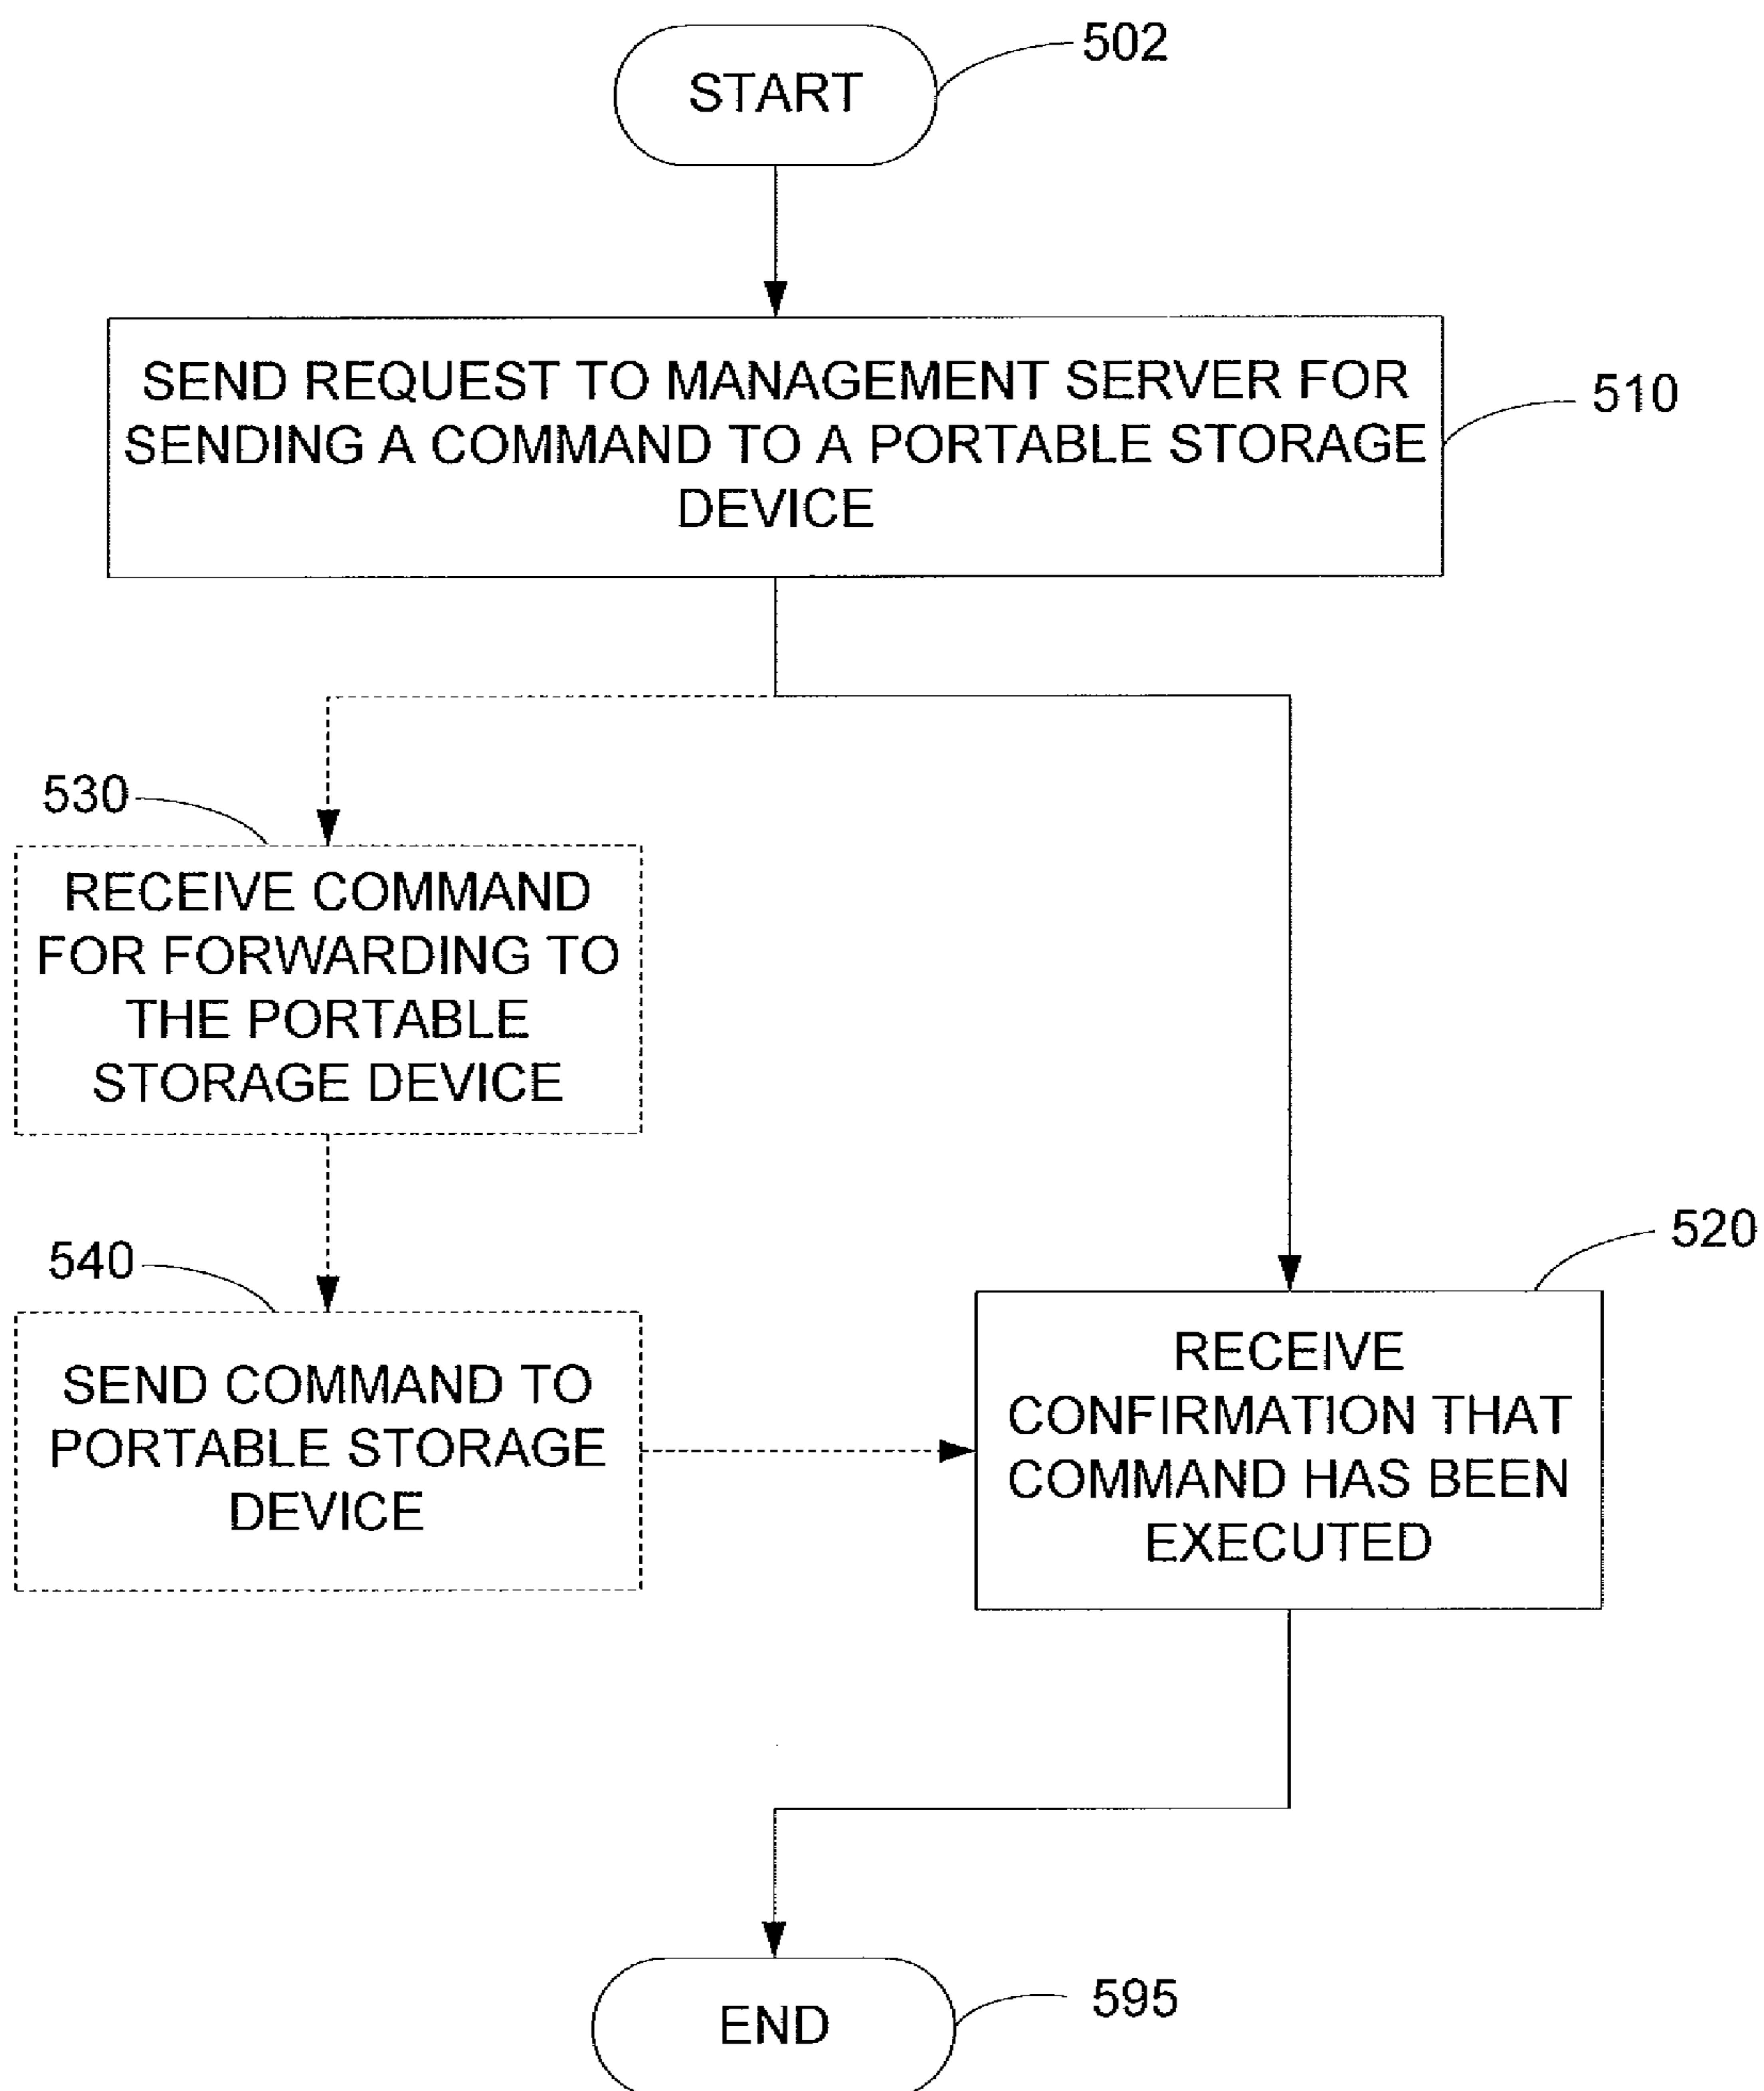 START
502
SEND REQUEST TO MANAGEMENT SERVER FOR
SENDING A COMMAND TO A PORTABLE STORAGE
DEVICE
510
530
RECEIVE COMMAND
FOR FORWARDING TO
THE PORTABLE
STORAGE DEVICE
540
SEND COMMAND TO
PORTABLE STORAGE
DEVICE
520
RECEIVE
CONFIRMATION THAT
COMMAND HAS BEEN
EXECUTED
END
595